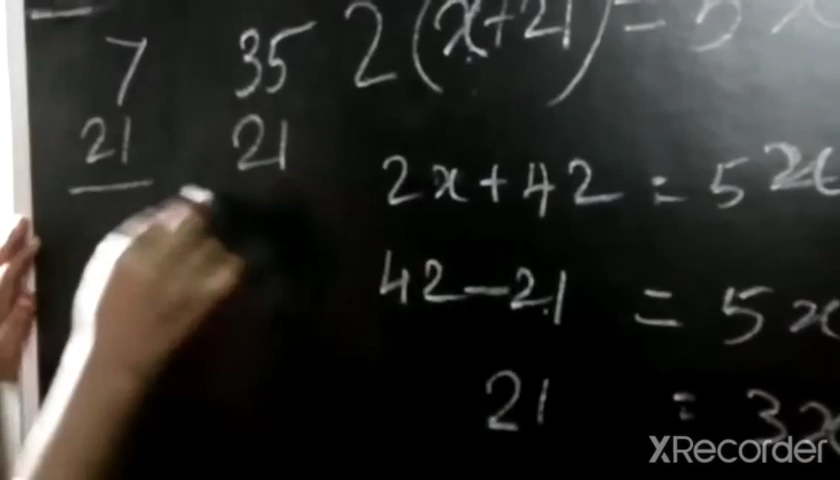 7 35 2(x+21) = 5x
21 21
2x+42 = 5x
42-21 = 5x
21 = 3x
XRecorder